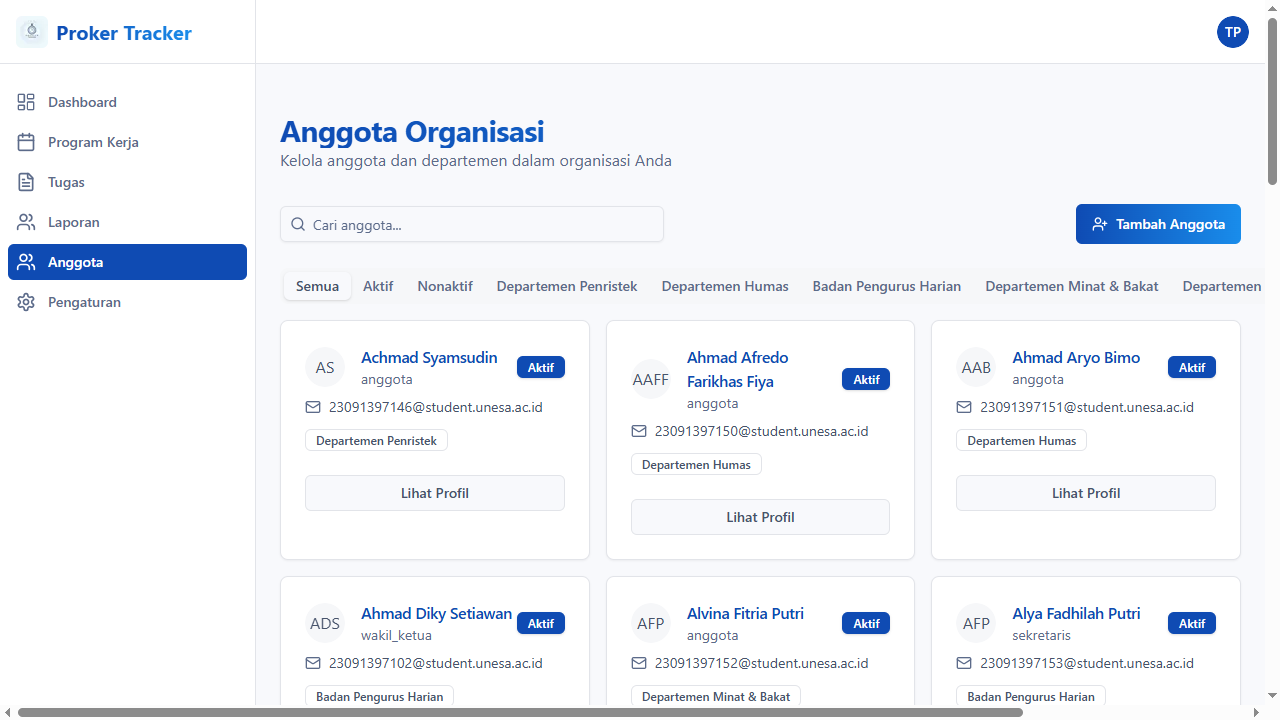 Proker Tracker
TP
Dashboard
Program Kerja
Tugas
Laporan
Anggota
Pengaturan
Anggota Organisasi
Kelola anggota dan departemen dalam organisasi Anda
Cari anggota...
Tambah Anggota
Semua Aktif Nonaktif Departemen Penristek Departemen Humas Badan Pengurus Harian Departemen Minat & Bakat Departemen
AS
Achmad Syamsudin
anggota
Aktif
23091397146@student.unesa.ac.id
Departemen Penristek
Lihat Profil
AAFF
Ahmad Afredo
Farikhas Fiya
anggota
Aktif
23091397150@student.unesa.ac.id
Departemen Humas
Lihat Profil
AAB
Ahmad Aryo Bimo
anggota
Aktif
23091397151@student.unesa.ac.id
Departemen Humas
Lihat Profil
ADS
Ahmad Diky Setiawan
wakil_ketua
Aktif
23091397102@student.unesa.ac.id
Badan Pengurus Harian
AFP
Alvina Fitria Putri
anggota
Aktif
23091397152@student.unesa.ac.id
Departemen Minat & Bakat
AFP
Alya Fadhilah Putri
sekretaris
Aktif
23091397153@student.unesa.ac.id
Badan Pengurus Harian